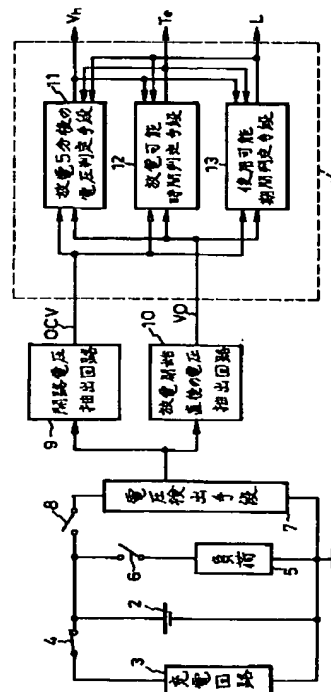 Vh
Te
L
11
放電5分後の
電圧判定手段
12
放電可能
時間判定手段
13
使用可能
期間判定手段
OCV
VO
9
開路電圧
抽出回路
10
放電開始
直後の電圧
抽出回路
8
電圧検出手段
7
6
負荷
5
4
2
3
充電回路